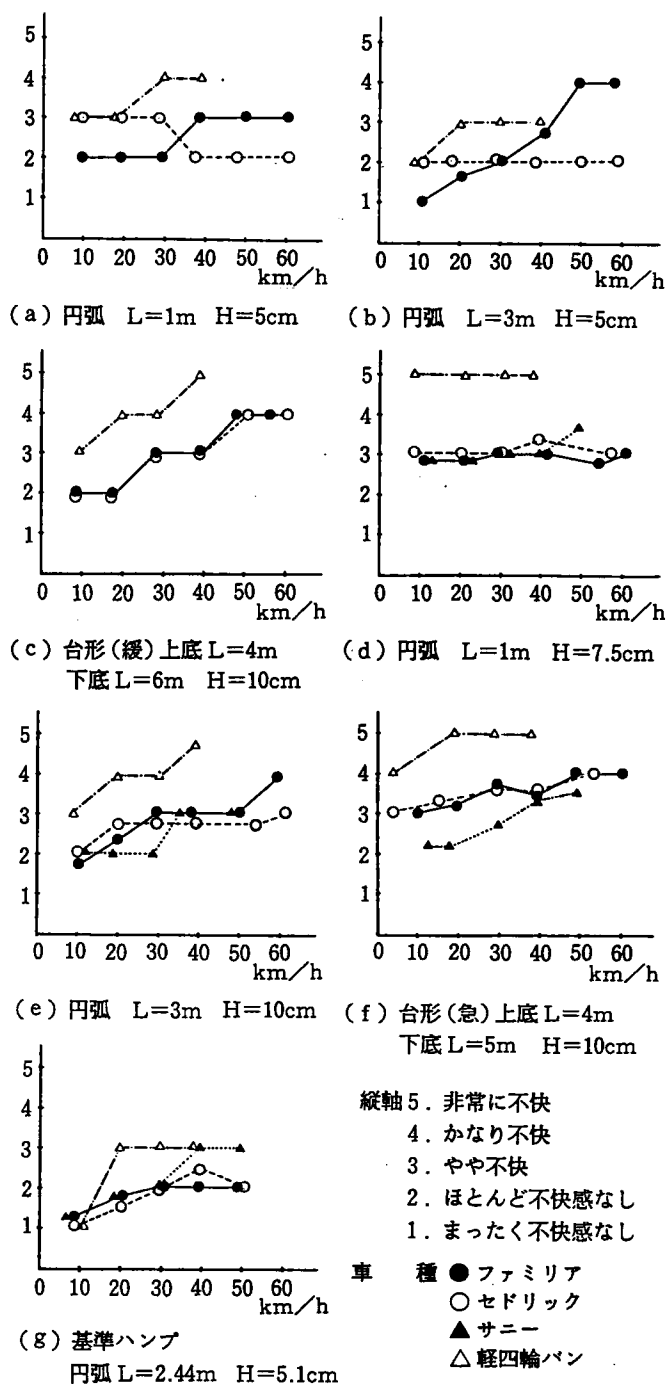 5
4
3
2
1
0 10 20 30 40 50 60
km/h
(a) 円弧 L=1m H=5cm
5
4
3
2
1
0 10 20 30 40 50 60
km/h
(b) 円弧 L=3m H=5cm
5
4
3
2
1
0 10 20 30 40 50 60
km/h
(c) 台形(緩)上底L=4m
下底L=6m H=10cm
5
4
3
2
1
0 10 20 30 40 50 60
km/h
(d) 円弧 L=1m H=7.5cm
5
4
3
2
1
0 10 20 30 40 50 60
km/h
(e) 円弧 L=3m H=10cm
5
4
3
2
1
0 10 20 30 40 50 60
km/h
(f) 台形(急)上底L=4m
下底L=5m H=10cm
5
4
3
2
1
0 10 20 30 40 50 60
km/h
(g) 基準ハンプ
円弧L=2.44m H=5.1cm
縦軸 5. 非常に不快
4. かなり不快
3. やや不快
2. ほとんど不快感なし
1. まったく不快感なし
車 種 ● ファミリア
○ セドリック
▲ サニー
△ 軽四輪バン